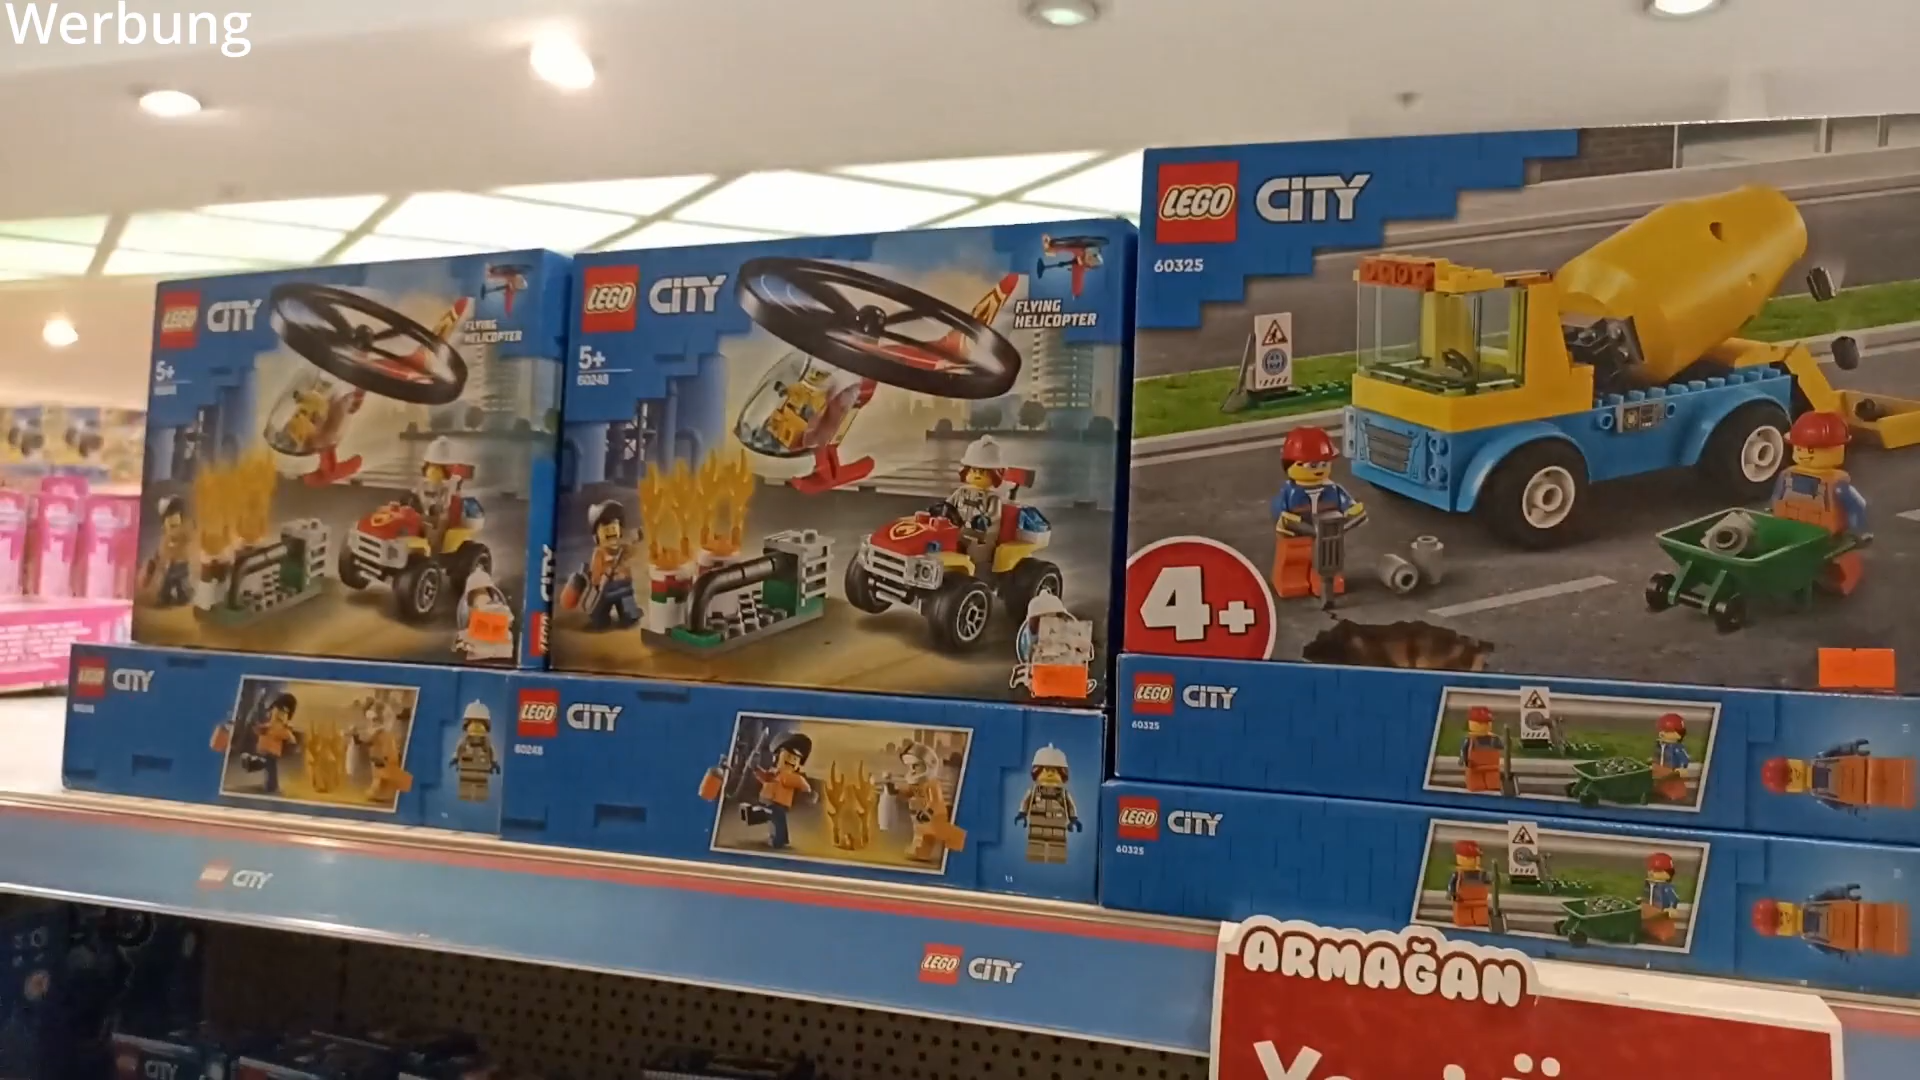 Werbung
LEGO CITY
5+
FLYING
HELICOPTER
LEGO CITY
5+
60248
FLYING
HELICOPTER
LEGO CITY
60325
4+
LEGO CITY
LEGO CITY
60248
LEGO CITY
60325
LEGO CITY
60325
LEGO CITY
LEGO CITY
ARMAĞAN
CITY